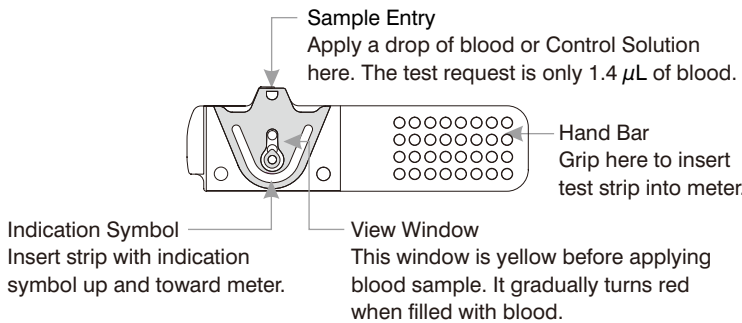 Sample Entry
Apply a drop of blood or Control Solution
here. The test request is only 1.4 μL of blood.
Hand Bar
Grip here to insert
test strip into meter.
Indication Symbol
Insert strip with indication
symbol up and toward meter.
View Window
This window is yellow before applying
blood sample. It gradually turns red
when filled with blood.